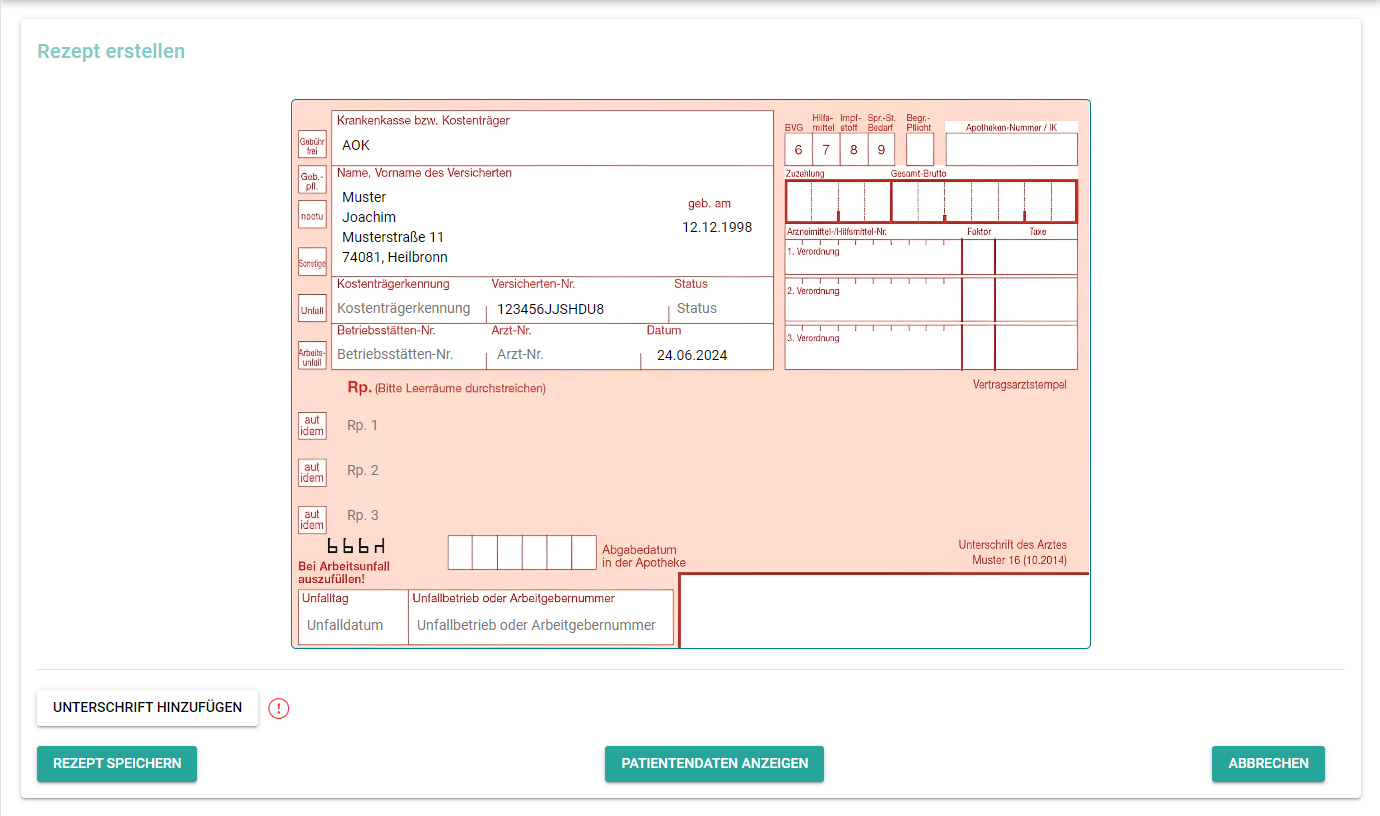 Rezept erstellen
Krankenkasse bzw. Kostenträger
AOK
Gebühr frei
Geb.-pfl.
noctu
Sonstige
Unfall
Arbeits-unfall
Name, Vorname des Versicherten
Muster
Joachim
Musterstraße 11
74081, Heilbronn
geb. am
12.12.1998
Kostenträgerkennung
Versicherten-Nr.
Status
Kostenträgerkennung
123456JJSHDU8
Status
Betriebsstätten-Nr.
Arzt-Nr.
Datum
Betriebsstätten-Nr.
Arzt-Nr.
24.06.2024
BVG
Hilfs-mittel
Impf-stoff
Spr.-St. Bedarf
Begr.-Pflicht
Apotheken-Nummer / IK
6 7 8 9
Zuzahlung
Gesamt-Brutto
Arzneimittel-/Hilfsmittel-Nr.
Faktor
Taxe
1. Verordnung
2. Verordnung
3. Verordnung
Vertragsarztstempel
Rp. (Bitte Leerräume durchstreichen)
aut idem
Rp. 1
aut idem
Rp. 2
aut idem
Rp. 3
Bei Arbeitsunfall
auszufüllen!
Abgabedatum
in der Apotheke
Unterschrift des Arztes
Muster 16 (10.2014)
Unfalltag
Unfallbetrieb oder Arbeitgebernummer
Unfalldatum
Unfallbetrieb oder Arbeitgebernummer
UNTERSCHRIFT HINZUFÜGEN
!
REZEPT SPEICHERN
PATIENTENDATEN ANZEIGEN
ABBRECHEN